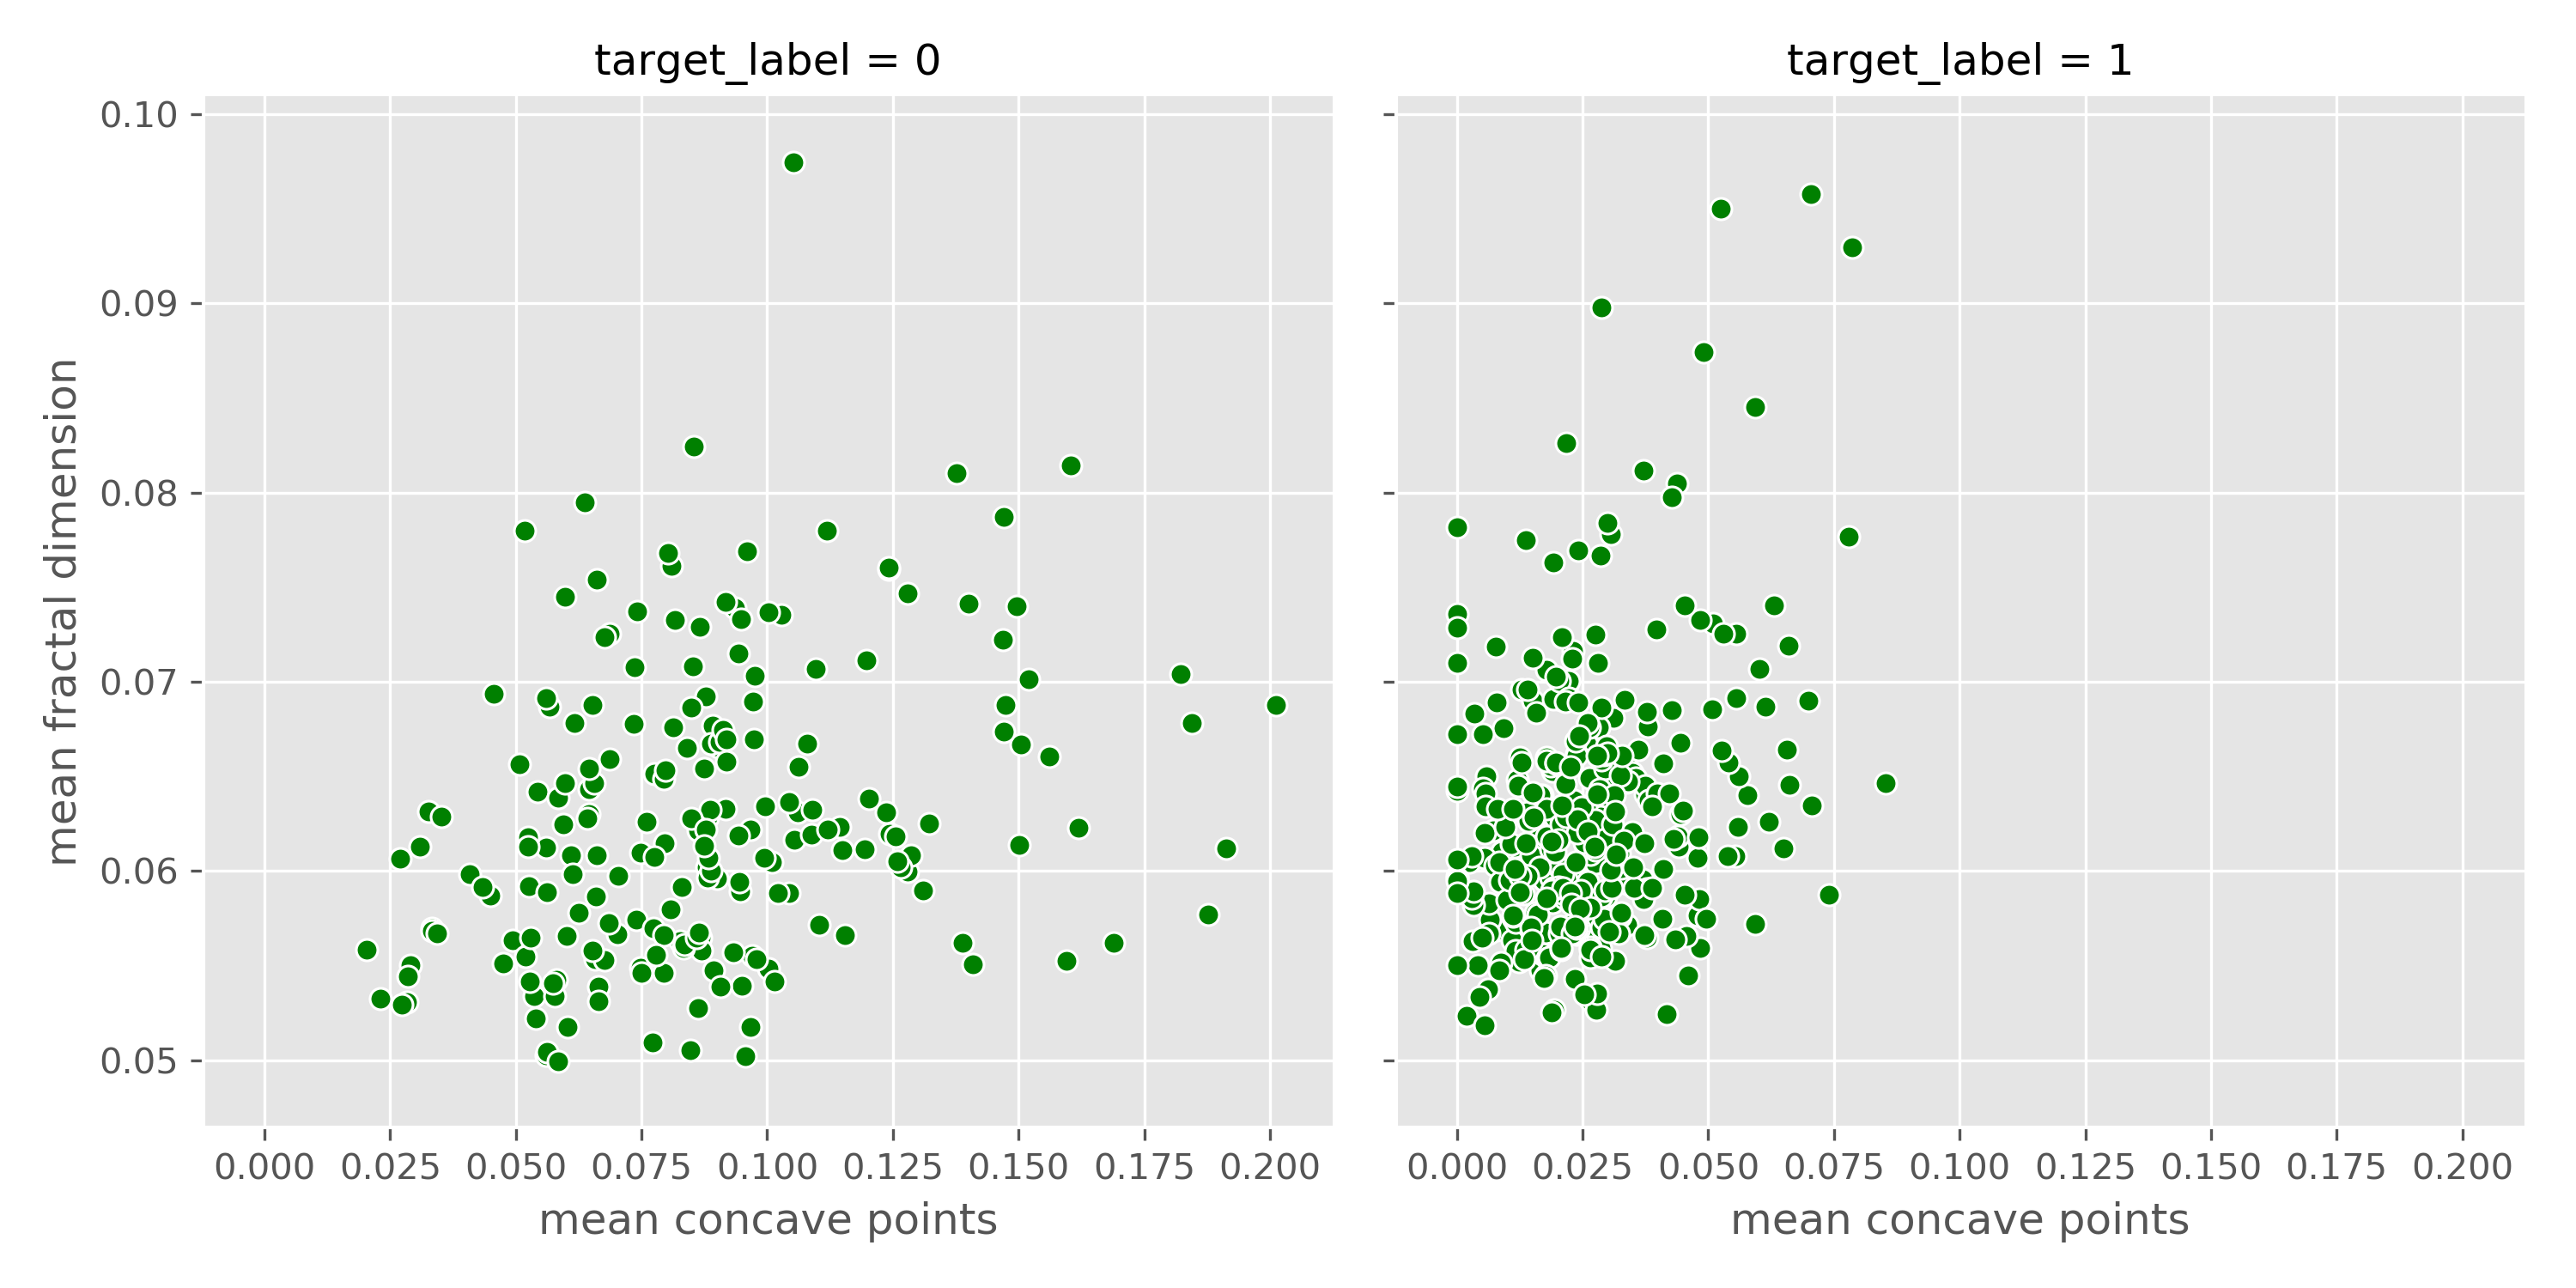 target_label = 0
target_label = 1
mean fractal dimension
0.10
0.09
0.08
0.07
0.06
0.05
0.000 0.025 0.050 0.075 0.100 0.125 0.150 0.175 0.200
mean concave points
0.000 0.025 0.050 0.075 0.100 0.125 0.150 0.175 0.200
mean concave points